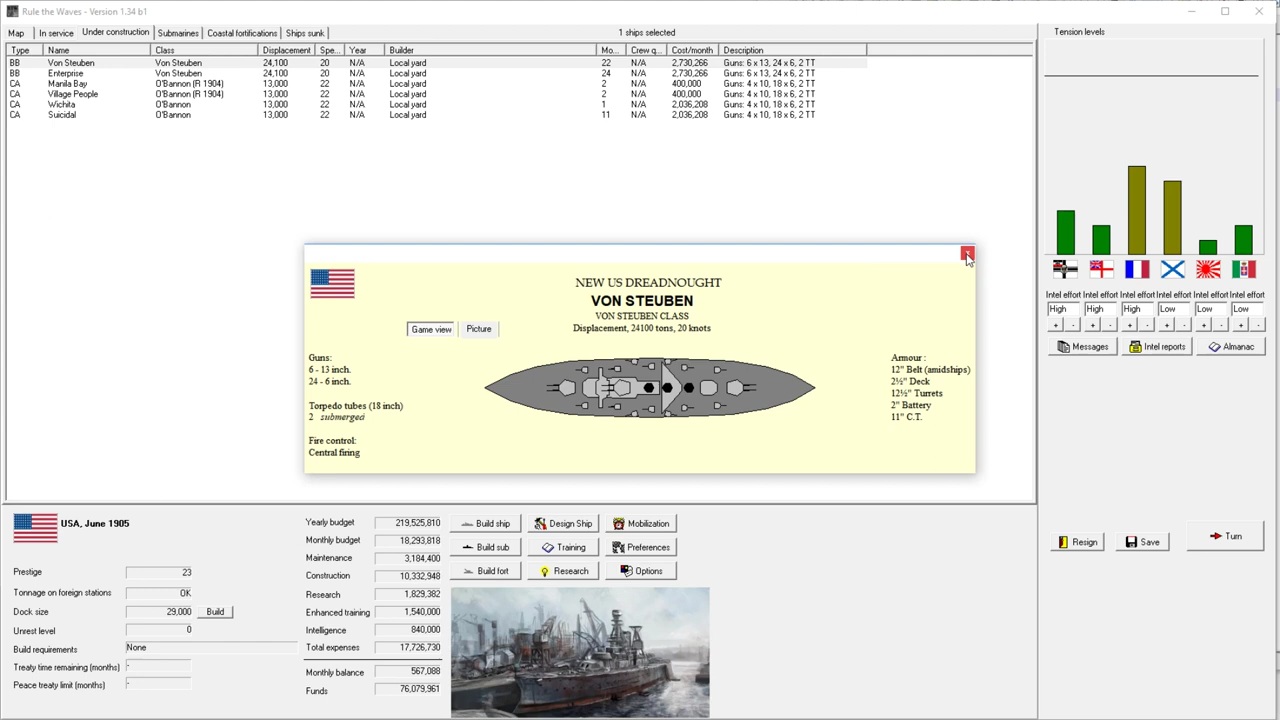 Rule the Waves - Version 1.34 b1
Map In service Under construction Submarines Coastal fortifications Ships sunk 1 ships selected
Type Name Class Displacement Spe... Year Builder Mo... Crew q... Cost/month Description
BB Von Steuben Von Steuben 24,100 20 N/A Local yard 22 N/A 2,730,266 Guns: 6 x 13, 24 x 6, 2 TT
BB Enterprise Von Steuben 24,100 20 N/A Local yard 24 N/A 2,730,266 Guns: 6 x 13, 24 x 6, 2 TT
CA Manila Bay O'Bannon (R 1904) 13,000 22 N/A Local yard 2 N/A 400,000 Guns: 4 x 10, 18 x 6, 2 TT
CA Village People O'Bannon (R 1904) 13,000 22 N/A Local yard 2 N/A 400,000 Guns: 4 x 10, 18 x 6, 2 TT
CA Wichita O'Bannon 13,000 22 N/A Local yard 1 N/A 2,036,208 Guns: 4 x 10, 18 x 6, 2 TT
CA Suicidal O'Bannon 13,000 22 N/A Local yard 11 N/A 2,036,208 Guns: 4 x 10, 18 x 6, 2 TT
NEW US DREADNOUGHT
VON STEUBEN
VON STEUBEN CLASS
Displacement, 24100 tons, 20 knots
Game view Picture
Guns:
6 - 13 inch.
24 - 6 inch.
Torpedo tubes (18 inch)
2 submerged
Fire control:
Central firing
Armour :
12" Belt (amidships)
2½" Deck
12½" Turrets
2" Battery
11" C.T.
Tension levels
Intel effort Intel effort Intel effort Intel effort Intel effort Intel effort
High High High Low Low Low
+ - + - + - + - + - + -
Messages Intel reports Almanac
Resign Save Turn
USA, June 1905
Prestige 23
Tonnage on foreign stations OK
Dock size 29,000 Build
Unrest level 0
Build requirements None
Treaty time remaining (months) -
Peace treaty limit (months) -
Yearly budget 219,525,810
Monthly budget 18,293,818
Maintenance 3,184,400
Construction 10,332,948
Research 1,829,382
Enhanced training 1,540,000
Intelligence 840,000
Total expenses 17,726,730
Monthly balance 567,088
Funds 76,079,961
Build ship Design Ship Mobilization
Build sub Training Preferences
Build fort Research Options